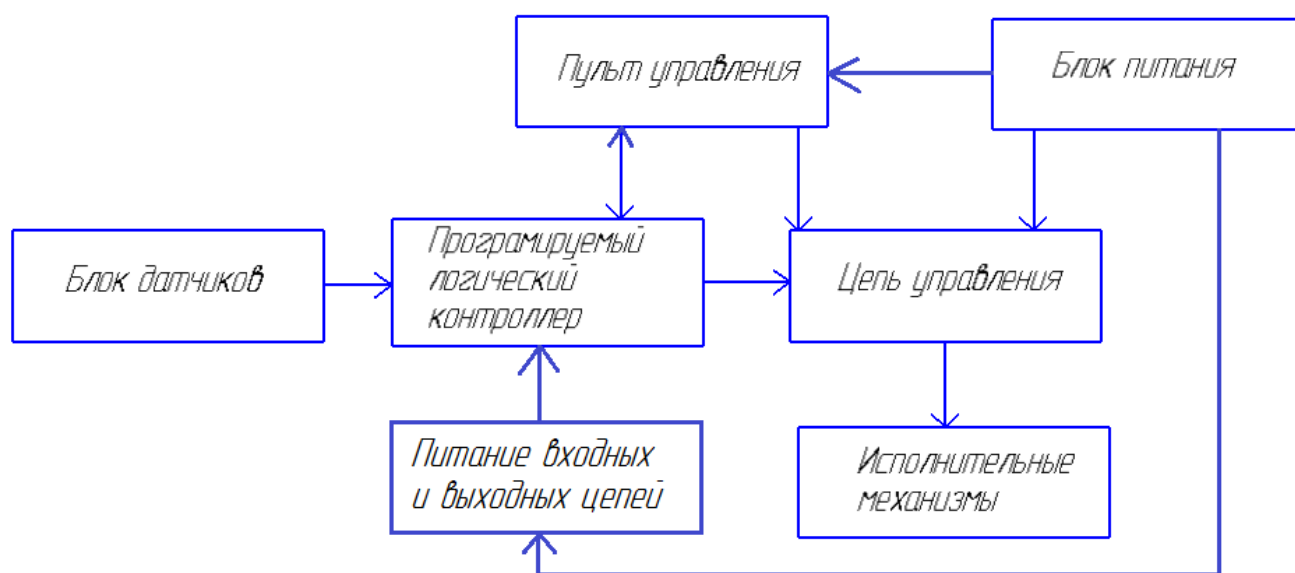 Пульт управления
Блок питания
Блок датчиков
Програмируемый
логический
контроллер
Цепь управления
Питание входных
и выходных цепей
Исполнительные
механизмы